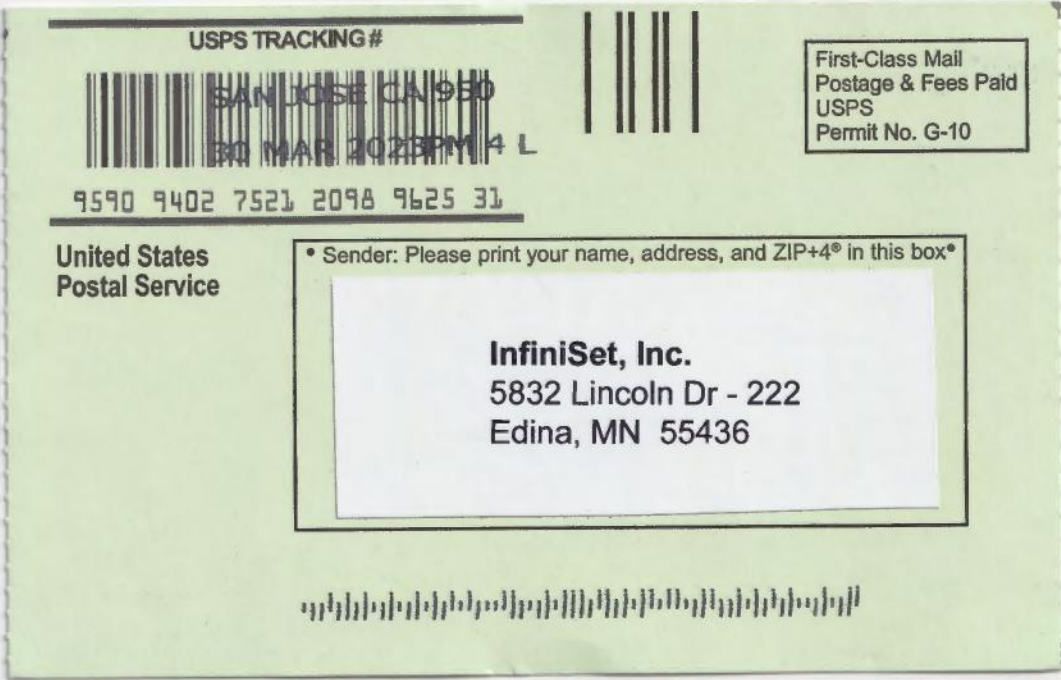 USPS TRACKING #
SAN JOSE CA 950
30 MAR 2023PM 4 L
9590 9402 7521 2098 9625 31
First-Class Mail
Postage & Fees Paid
USPS
Permit No. G-10
United States
Postal Service
• Sender: Please print your name, address, and ZIP+4® in this box•
InfiniSet, Inc.
5832 Lincoln Dr - 222
Edina, MN 55436